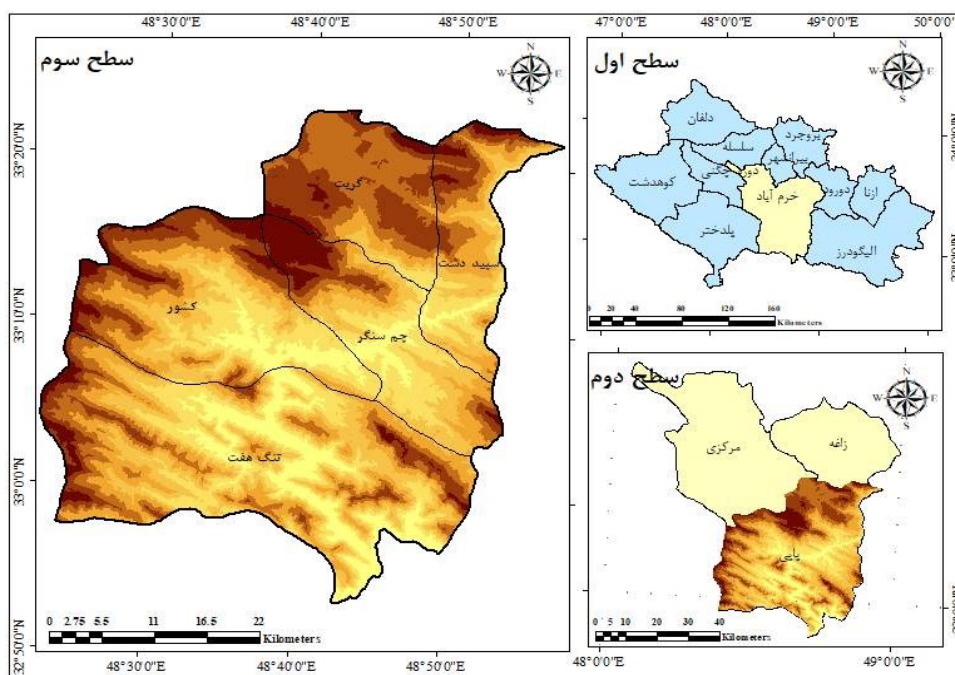 48°30'0"E 48°40'0"E 48°50'0"E
سطح سوم
N
W E
S
33°20'0"N
33°10'0"N
33°0'0"N
32°50'0"N
گریت
سپید دشت
کشور
چم سنگر
تنگ هفت
0 2.75 5.5 11 16.5 22
Kilometers
48°30'0"E 48°40'0"E 48°50'0"E
47°0'0"E 48°0'0"E 49°0'0"E 50°0'0"E
سطح اول
N
W E
S
دلفان
بروجرد
سلسله
بیرانشهر
کوهدشت
دوره چگنی
خرم آباد
دورود
ازنا
پلدختر
الیگودرز
0 20 40 80 120 160
Kilometers
سطح دوم
N
W E
S
مرکزی
زاغه
پاپی
0 5 10 20 30 40
Kilometers
48°0'0"E 49°0'0"E